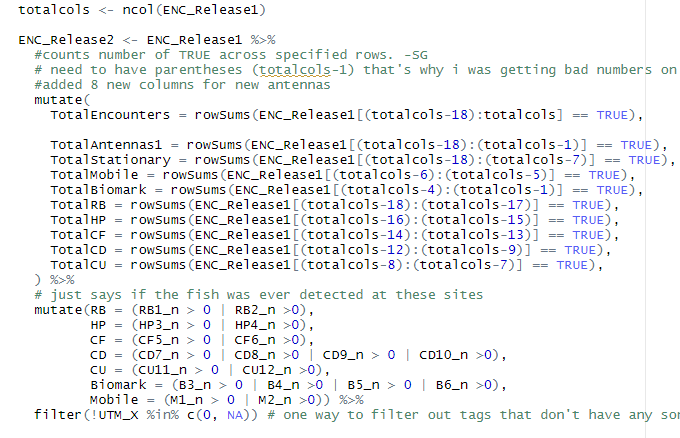 totalcols <- ncol(ENC_Release1)
ENC_Release2 <- ENC_Release1 %>%
#counts number of TRUE across specified rows. -SG
# need to have parentheses (totalcols-1) that's why i was getting bad numbers on
#added 8 new columns for new antennas
mutate(
TotalEncounters = rowSums(ENC_Release1[(totalcols-18):totalcols] == TRUE),
TotalAntennas1 = rowSums(ENC_Release1[(totalcols-18):(totalcols-1)] == TRUE),
TotalStationary = rowSums(ENC_Release1[(totalcols-18):(totalcols-7)] == TRUE),
TotalMobile = rowSums(ENC_Release1[(totalcols-6):(totalcols-5)] == TRUE),
TotalBiomark = rowSums(ENC_Release1[(totalcols-4):(totalcols-1)] == TRUE),
TotalRB = rowSums(ENC_Release1[(totalcols-18):(totalcols-17)] == TRUE),
TotalHP = rowSums(ENC_Release1[(totalcols-16):(totalcols-15)] == TRUE),
TotalCF = rowSums(ENC_Release1[(totalcols-14):(totalcols-13)] == TRUE),
TotalCD = rowSums(ENC_Release1[(totalcols-12):(totalcols-9)] == TRUE),
TotalCU = rowSums(ENC_Release1[(totalcols-8):(totalcols-7)] == TRUE),
) %>%
# just says if the fish was ever detected at these sites
mutate(RB = (RB1_n > 0 | RB2_n >0),
HP = (HP3_n > 0 | HP4_n >0),
CF = (CF5_n > 0 | CF6_n >0),
CD = (CD7_n > 0 | CD8_n >0 | CD9_n > 0 | CD10_n >0),
CU = (CU11_n > 0 | CU12_n >0),
Biomark = (B3_n > 0 | B4_n >0 | B5_n > 0 | B6_n >0),
Mobile = (M1_n > 0 | M2_n >0)) %>%
filter(!UTM_X %in% c(0, NA)) # one way to filter out tags that don't have any